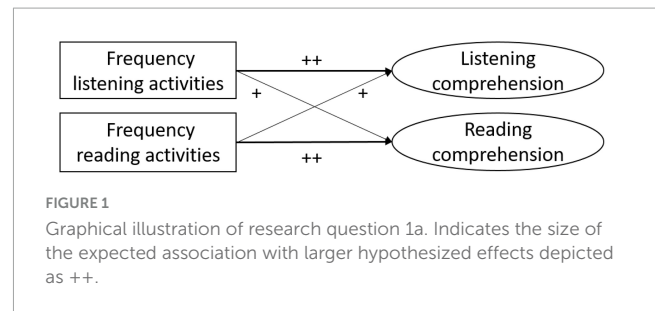 Frequency
listening activities
++
Listening
comprehension
+
+
Frequency
reading activities
++
Reading
comprehension
FIGURE 1
Graphical illustration of research question 1a. Indicates the size of
the expected association with larger hypothesized effects depicted
as ++.